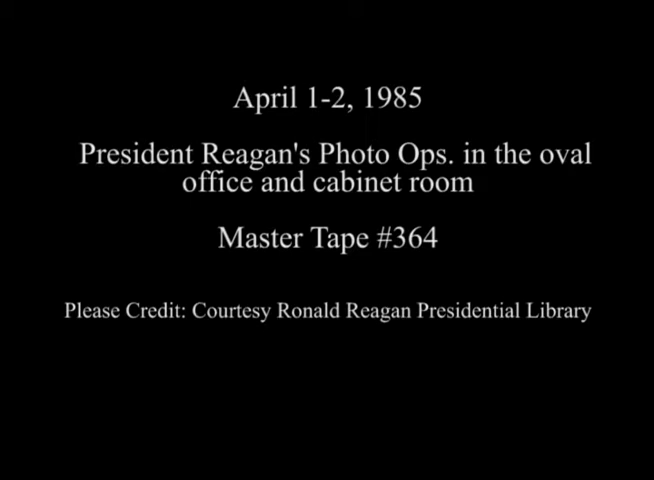 April 1-2, 1985
President Reagan's Photo Ops. in the oval
office and cabinet room
Master Tape #364
Please Credit: Courtesy Ronald Reagan Presidential Library